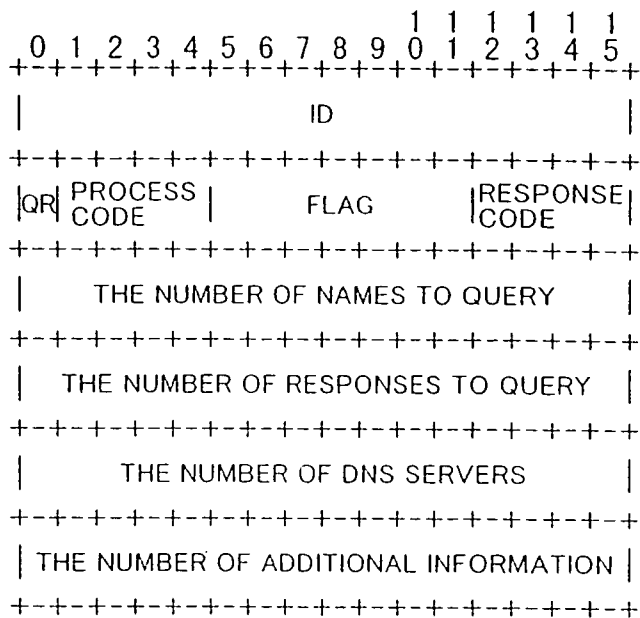 1 1 1 1 1 1
0 1 2 3 4 5 6 7 8 9 0 1 2 3 4 5
+-+-+-+-+-+-+-+-+-+-+-+-+-+-+-+-+
| ID |
+-+-+-+-+-+-+-+-+-+-+-+-+-+-+-+-+
|QR| PROCESS CODE | FLAG |RESPONSE CODE |
+-+-+-+-+-+-+-+-+-+-+-+-+-+-+-+-+
| THE NUMBER OF NAMES TO QUERY |
+-+-+-+-+-+-+-+-+-+-+-+-+-+-+-+-+
| THE NUMBER OF RESPONSES TO QUERY |
+-+-+-+-+-+-+-+-+-+-+-+-+-+-+-+-+
| THE NUMBER OF DNS SERVERS |
+-+-+-+-+-+-+-+-+-+-+-+-+-+-+-+-+
| THE NUMBER OF ADDITIONAL INFORMATION |
+-+-+-+-+-+-+-+-+-+-+-+-+-+-+-+-+